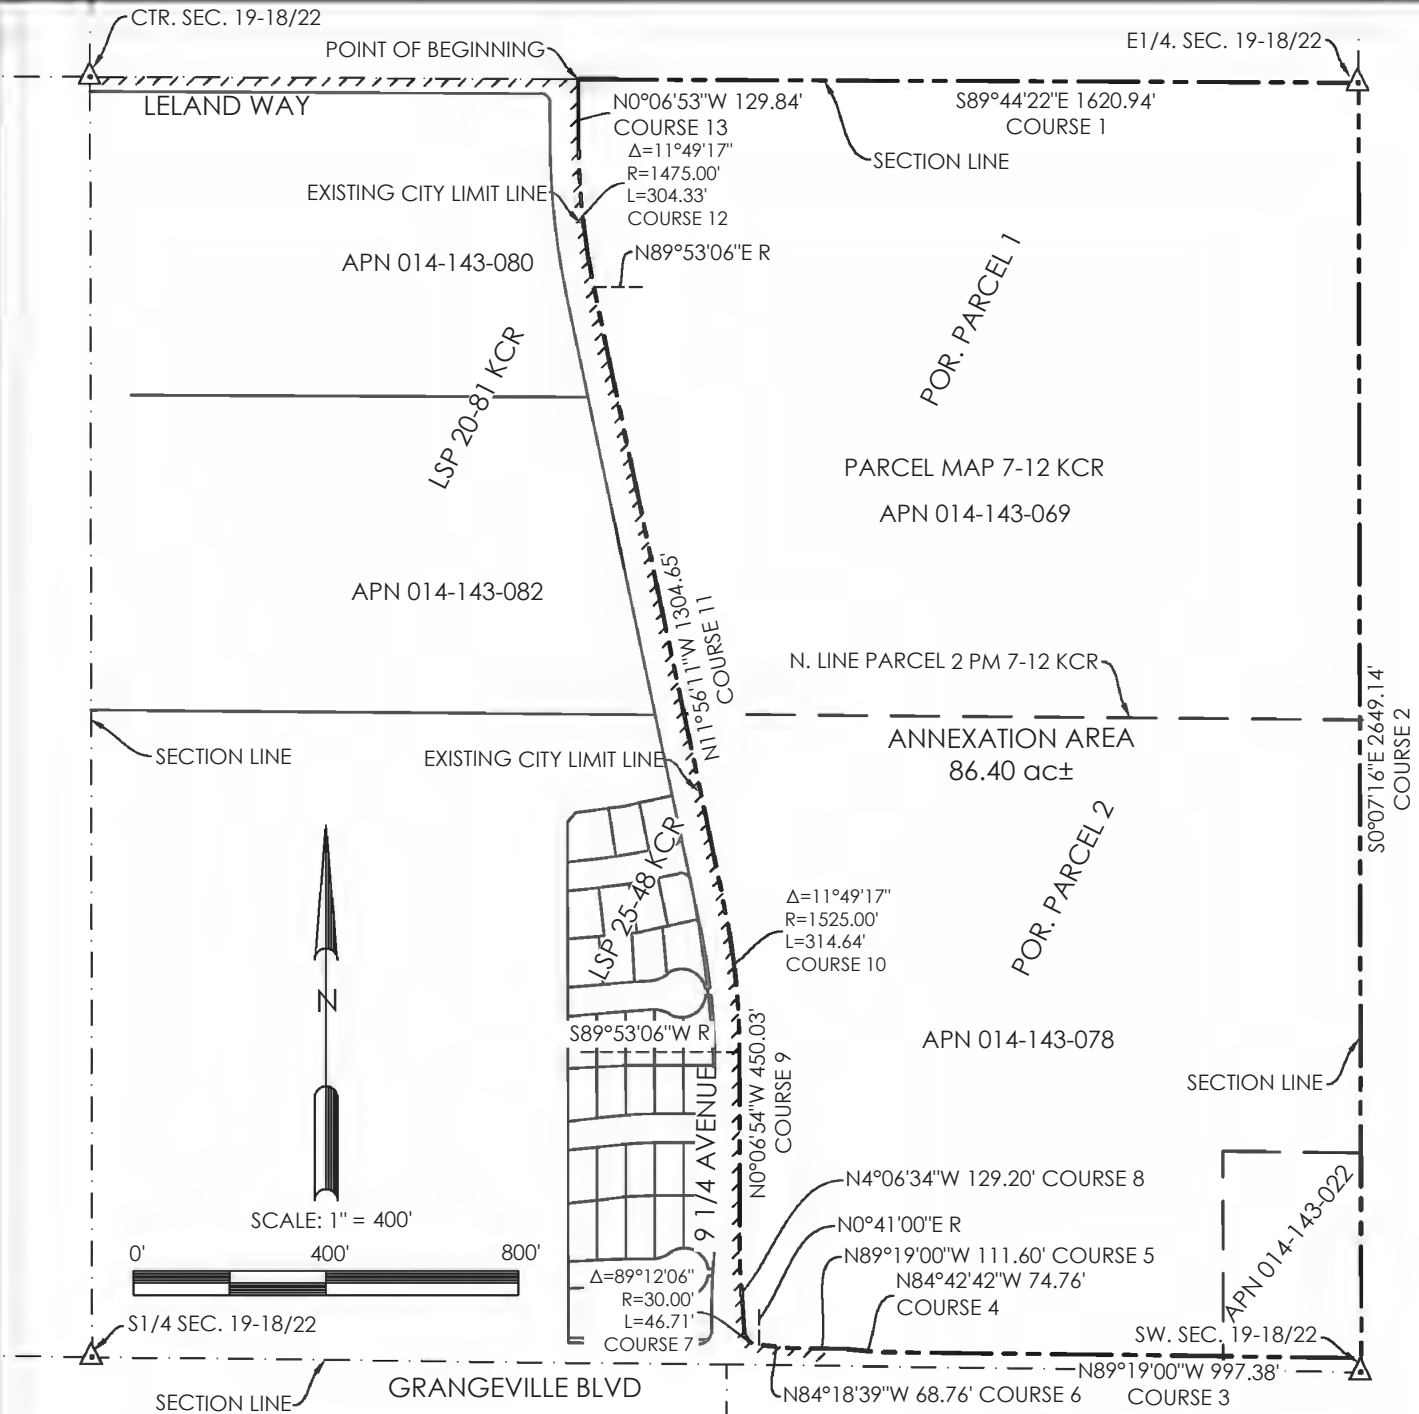 CTR. SEC. 19-18/22
POINT OF BEGINNING
E1/4. SEC. 19-18/22
LELAND WAY
N0°06'53"W 129.84'
COURSE 13
S89°44'22"E 1620.94'
COURSE 1
SECTION LINE
Δ=11°49'17"
R=1475.00'
L=304.33'
COURSE 12
EXISTING CITY LIMIT LINE
N89°53'06"E R
APN 014-143-080
POR. PARCEL 1
LSP 20-81 KCR
PARCEL MAP 7-12 KCR
APN 014-143-069
APN 014-143-082
N11°56'11"W 1304.65'
COURSE 11
N. LINE PARCEL 2 PM 7-12 KCR
S0°07'16"E 2649.14'
COURSE 2
SECTION LINE
EXISTING CITY LIMIT LINE
ANNEXATION AREA
86.40 ac±
LSP 25-48 KCR
POR. PARCEL 2
Δ=11°49'17"
R=1525.00'
L=314.64'
COURSE 10
N
S89°53'06"W R
APN 014-143-078
N0°06'54"W 450.03'
COURSE 9
SECTION LINE
9 1/4 AVENUE
N4°06'34"W 129.20' COURSE 8
APN 014-143-022
SCALE: 1" = 400'
0' 400' 800'
N0°41'00"E R
N89°19'00"W 111.60' COURSE 5
Δ=89°12'06"
R=30.00'
L=46.71'
COURSE 7
N84°42'42"W 74.76'
COURSE 4
S1/4 SEC. 19-18/22
SW. SEC. 19-18/22
N89°19'00"W 997.38'
COURSE 3
SECTION LINE
GRANGEVILLE BLVD
N84°18'39"W 68.76' COURSE 6